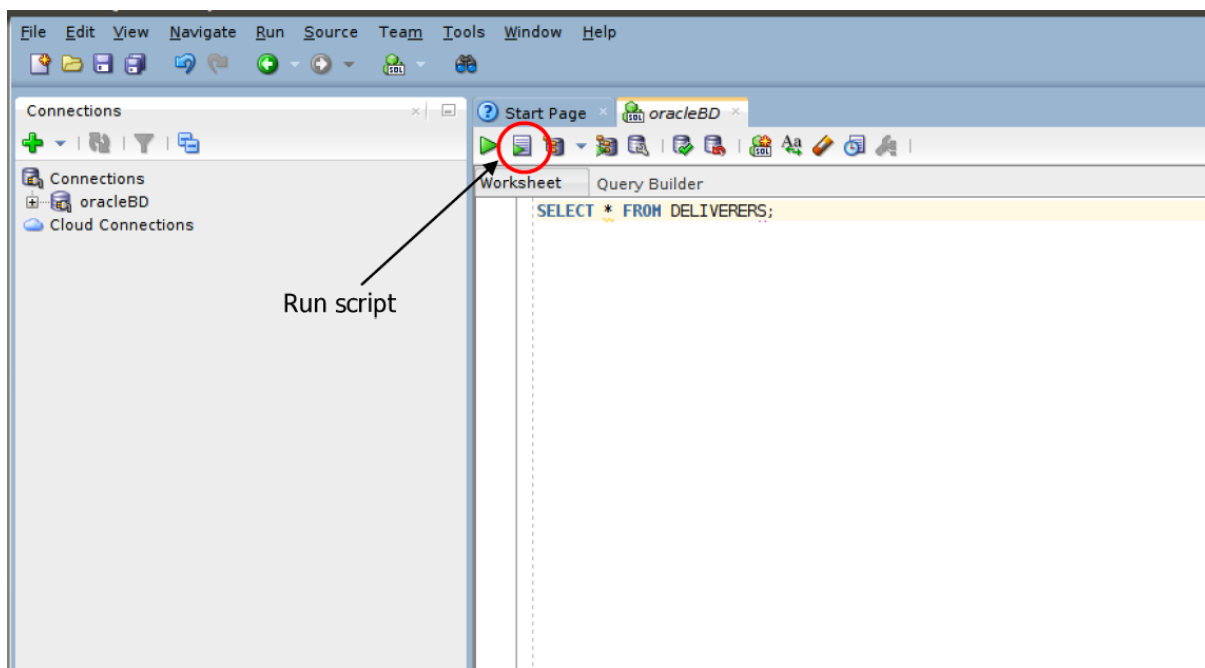 File Edit View Navigate Run Source Team Tools Window Help
Connections
Start Page
oracleBD
Connections
oracleBD
Cloud Connections
Worksheet
Query Builder
SELECT * FROM DELIVERERS;
Run script